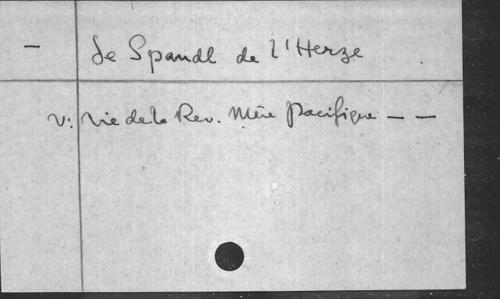 — de Spandl de l'Herze
v: Vie de la Rev. Mère Pacifique — —